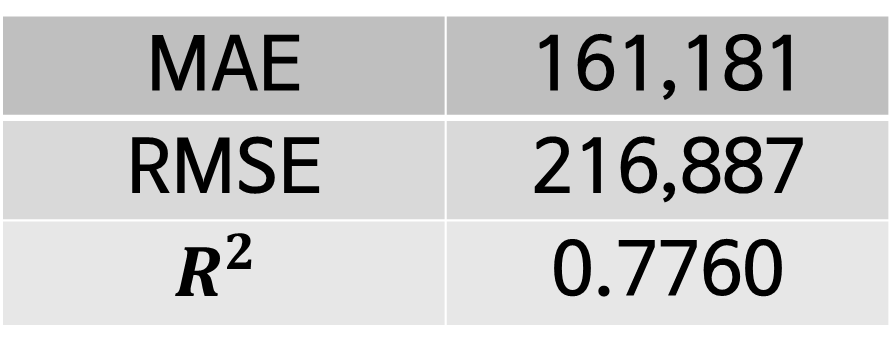 MAE 161,181
RMSE 216,887
R² 0.7760